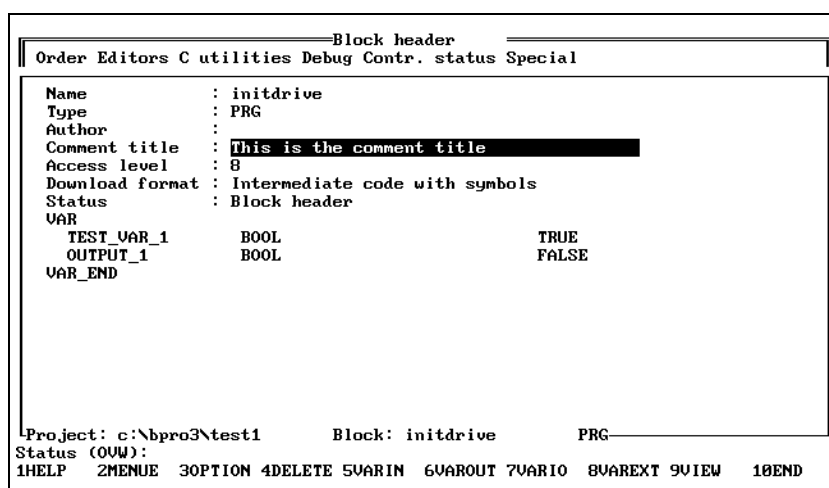 Block header
Order Editors C utilities Debug Contr. status Special
Name : initdrive
Type : PRG
Author :
Comment title : This is the comment title
Access level : 8
Download format : Intermediate code with symbols
Status : Block header
VAR
TEST_VAR_1 BOOL TRUE
OUTPUT_1 BOOL FALSE
VAR_END
Project: c:\bpro3\test1 Block: initdrive PRG
Status (OVW):
1HELP 2MENUE 3OPTION 4DELETE 5VARIN 6VAROUT 7VARIO 8VAREXT 9VIEW 10END